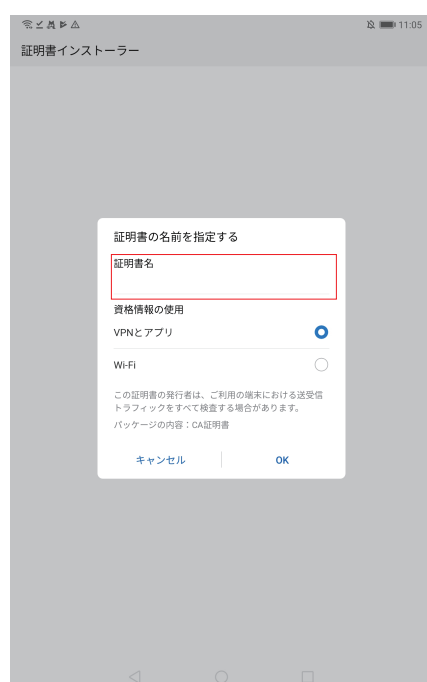 11:05
証明書インストーラー
証明書の名前を指定する
証明書名
資格情報の使用
VPNとアプリ
Wi-Fi
この証明書の発行者は、ご利用の端末における送受信
トラフィックをすべて検査する場合があります。
パッケージの内容：CA証明書
キャンセル OK